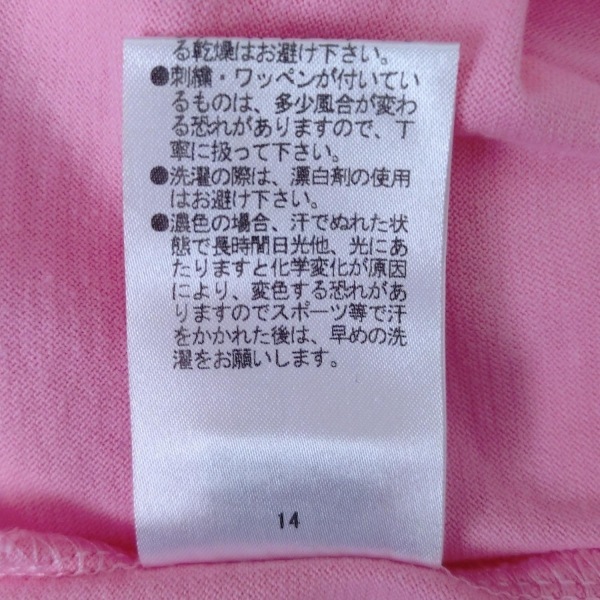 る乾燥はお避け下さい。
●刺繍・ワッペンが付いてい
るものは、多少風合が変わ
る恐れがありますので、丁
寧に扱って下さい。
●洗濯の際は、漂白剤の使用
はお避け下さい。
●濃色の場合、汗でぬれた状
態で長時間日光他、光にあ
たりますと化学変化が原因
により、変色する恐れがあ
りますのでスポーツ等で汗
をかかれた後は、早めの洗
濯をお願いします。
14